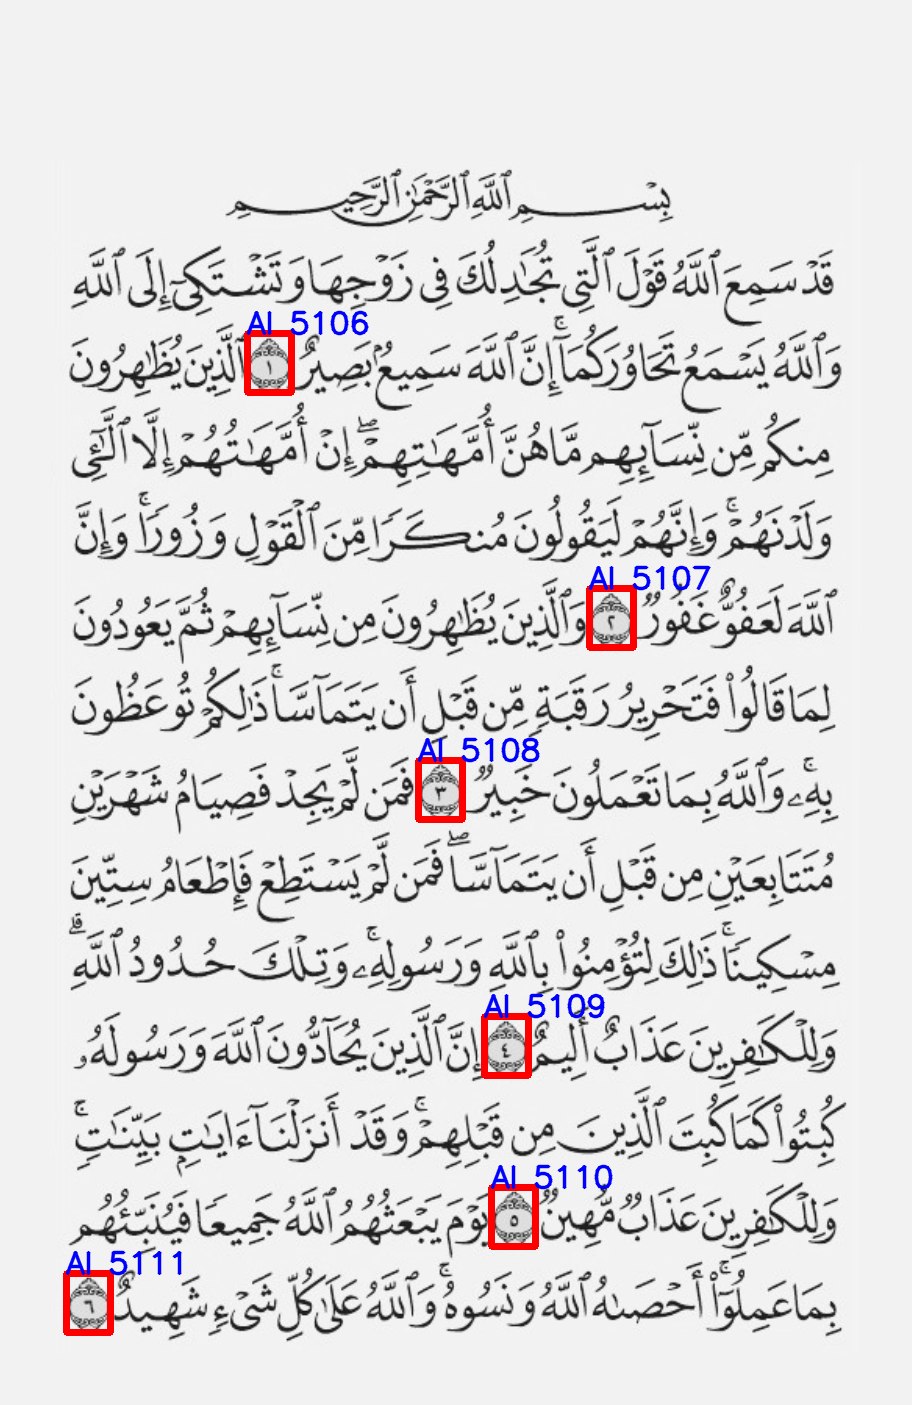 بِسْمِ ٱللَّهِ ٱلرَّحْمَٰنِ ٱلرَّحِيمِ
قَدْ سَمِعَ ٱللَّهُ قَوْلَ ٱلَّتِى تُجَٰدِلُكَ فِى زَوْجِهَا وَتَشْتَكِىٓ إِلَى ٱللَّهِ
AI 5106
وَٱللَّهُ يَسْمَعُ تَحَاوُرَكُمَآ ۚ إِنَّ ٱللَّهَ سَمِيعٌۢ بَصِيرٌ ١ ٱلَّذِينَ يُظَٰهِرُونَ
مِنكُم مِّن نِّسَآئِهِم مَّا هُنَّ أُمَّهَٰتِهِمْ ۖ إِنْ أُمَّهَٰتُهُمْ إِلَّا ٱلَّٰٓـِٔى
وَلَدْنَهُمْ ۚ وَإِنَّهُمْ لَيَقُولُونَ مُنكَرًا مِّنَ ٱلْقَوْلِ وَزُورًا ۚ وَإِنَّ
AI 5107
ٱللَّهَ لَعَفُوٌّ غَفُورٌ ٢ وَٱلَّذِينَ يُظَٰهِرُونَ مِن نِّسَآئِهِمْ ثُمَّ يَعُودُونَ
لِمَا قَالُوا۟ فَتَحْرِيرُ رَقَبَةٍ مِّن قَبْلِ أَن يَتَمَآسَّا ۚ ذَٰلِكُمْ تُوعَظُونَ
AI 5108
بِهِۦ ۚ وَٱللَّهُ بِمَا تَعْمَلُونَ خَبِيرٌ ٣ فَمَن لَّمْ يَجِدْ فَصِيَامُ شَهْرَيْنِ
مُتَتَابِعَيْنِ مِن قَبْلِ أَن يَتَمَآسَّا ۖ فَمَن لَّمْ يَسْتَطِعْ فَإِطْعَامُ سِتِّينَ
مِسْكِينًا ۚ ذَٰلِكَ لِتُؤْمِنُوا۟ بِٱللَّهِ وَرَسُولِهِۦ ۚ وَتِلْكَ حُدُودُ ٱللَّهِ ۗ
AI 5109
وَلِلْكَٰفِرِينَ عَذَابٌ أَلِيمٌ ٤ إِنَّ ٱلَّذِينَ يُحَآدُّونَ ٱللَّهَ وَرَسُولَهُۥ
كُبِتُوا۟ كَمَا كُبِتَ ٱلَّذِينَ مِن قَبْلِهِمْ ۚ وَقَدْ أَنزَلْنَآ ءَايَٰتٍۭ بَيِّنَٰتٍ ۚ
AI 5110
وَلِلْكَٰفِرِينَ عَذَابٌ مُّهِينٌ ٥ يَوْمَ يَبْعَثُهُمُ ٱللَّهُ جَمِيعًا فَيُنَبِّئُهُم
AI 5111
بِمَا عَمِلُوٓا۟ ۚ أَحْصَىٰهُ ٱللَّهُ وَنَسُوهُ ۚ وَٱللَّهُ عَلَىٰ كُلِّ شَىْءٍ شَهِيدٌ ٦